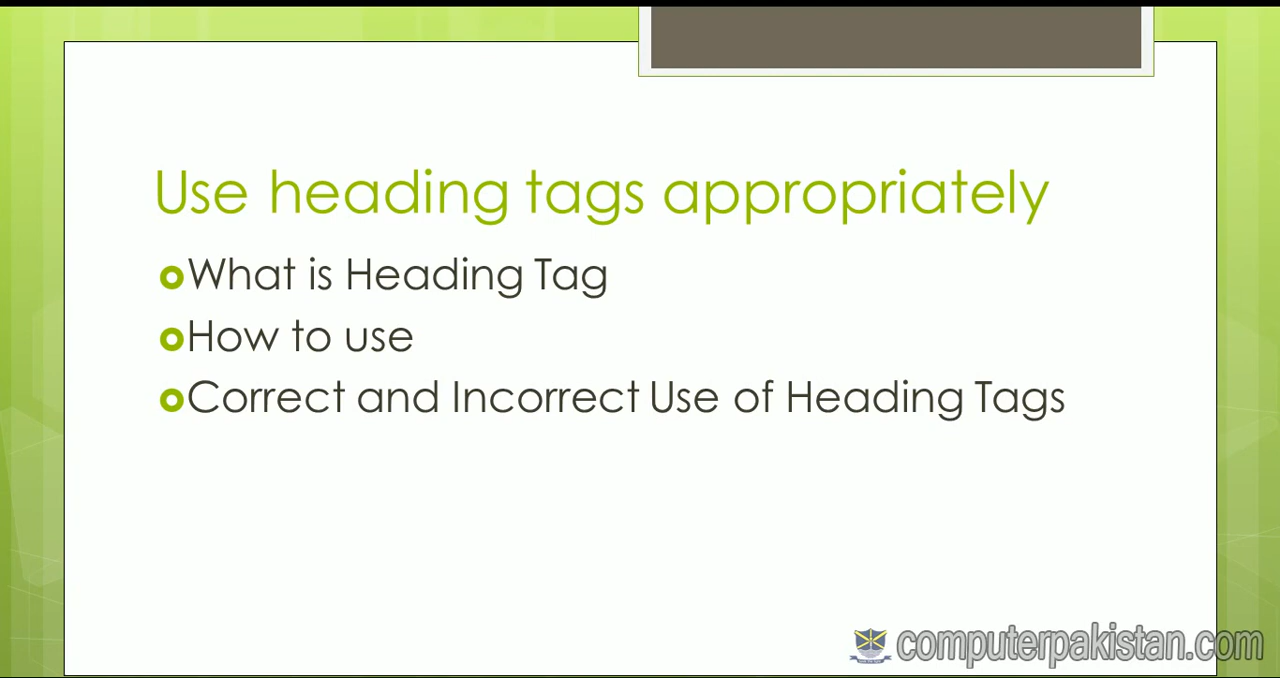 Use heading tags appropriately
What is Heading Tag
How to use
Correct and Incorrect Use of Heading Tags
computerpakistan.com